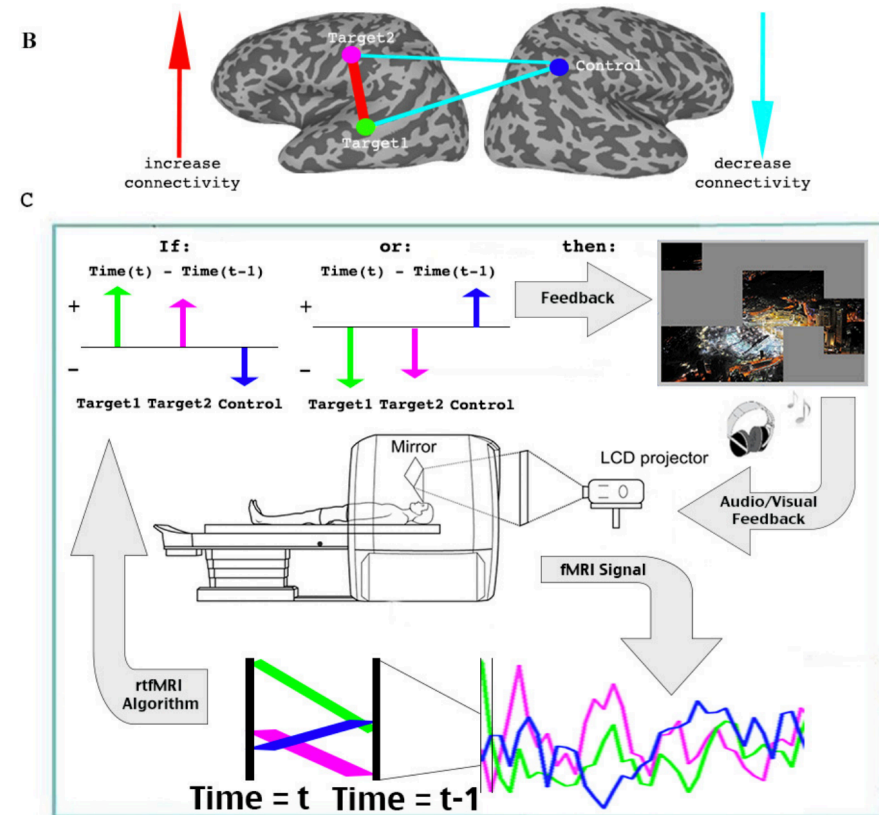 B
Target2
Control
Target1
increase
connectivity
decrease
connectivity
C
If:
or:
then:
Time(t) - Time(t-1)
Time(t) - Time(t-1)
+
+
Feedback
−
−
Target1 Target2 Control
Target1 Target2 Control
Mirror
LCD projector
Audio/Visual
Feedback
fMRI Signal
rtfMRI
Algorithm
Time = t
Time = t-1